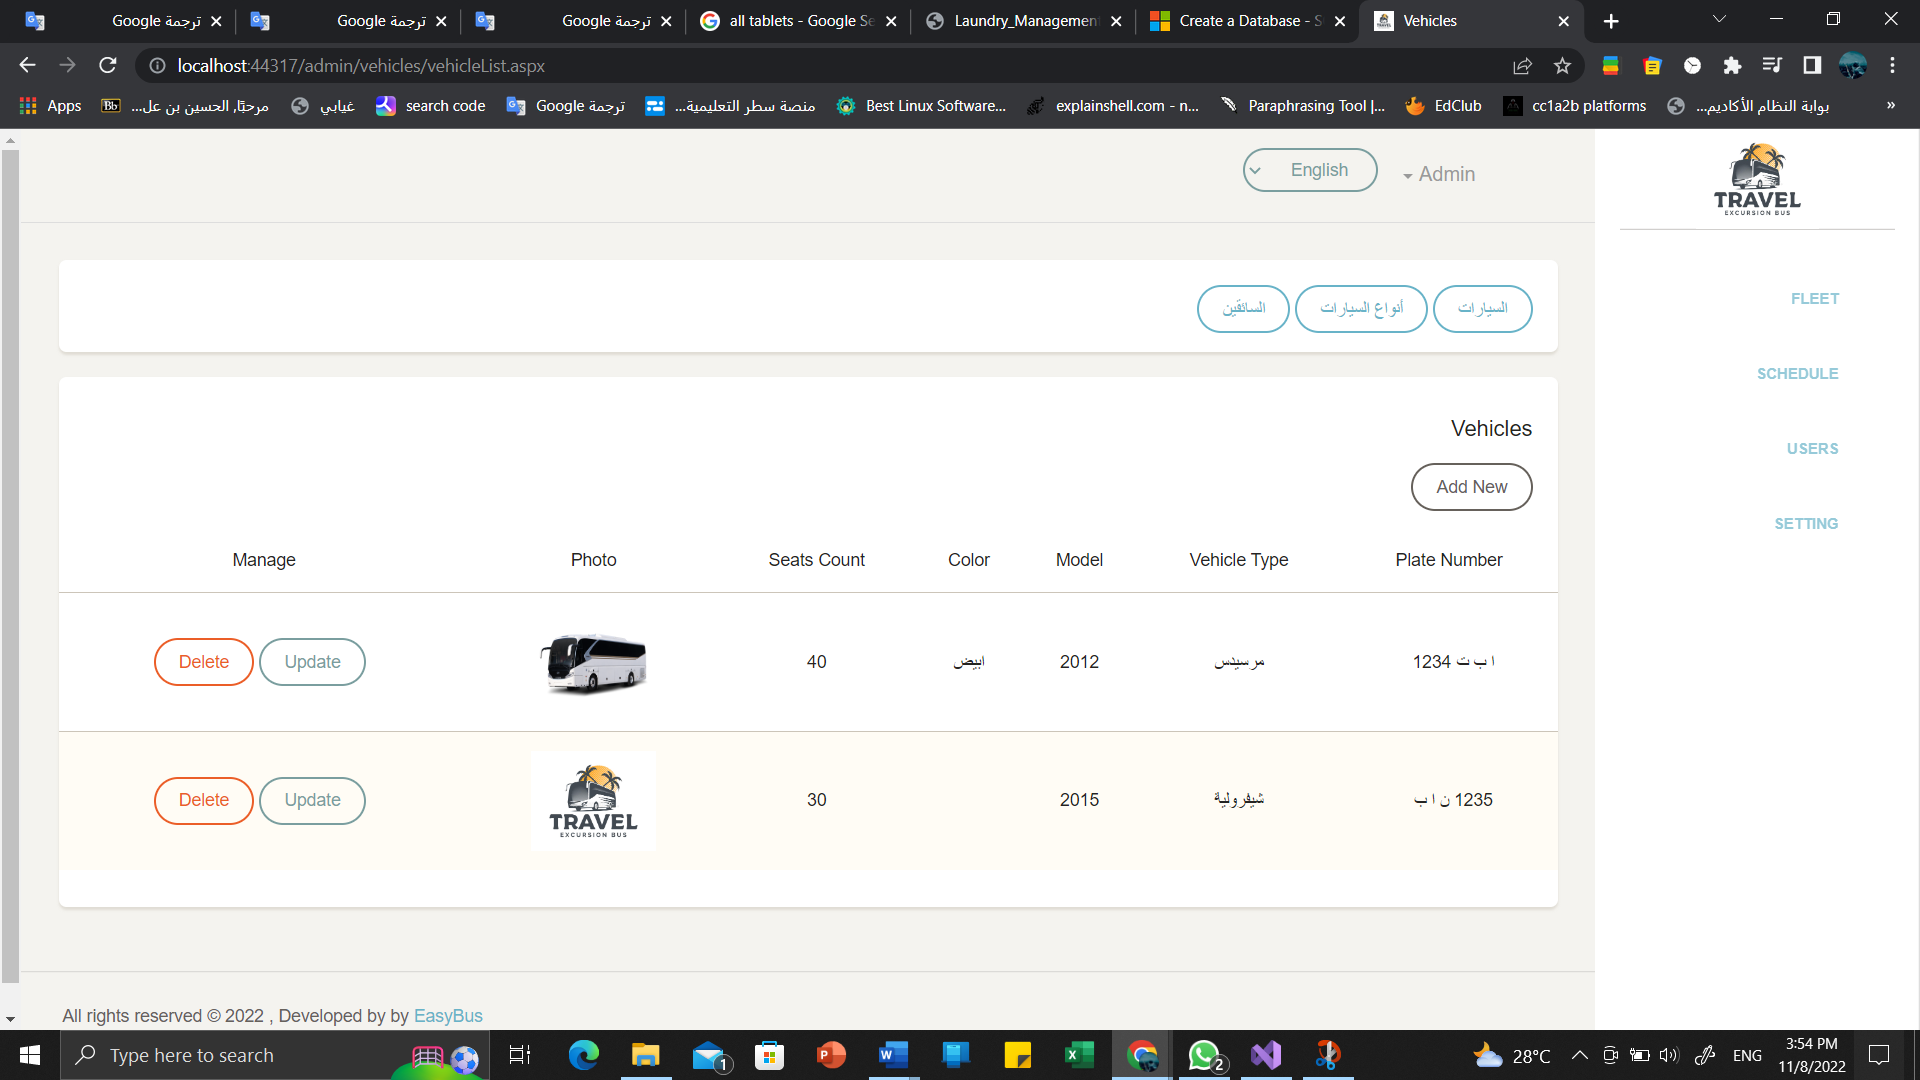 Google ترجمة
Google ترجمة
Google ترجمة
all tablets - Google Se
Laundry_Management
Create a Database - S
Vehicles
localhost:44317/admin/vehicles/vehicleList.aspx
Apps
Bb
مرحبًا, الحسين بن عل...
غيابي
search code
Google ترجمة
منصة سطر التعليمية...
Best Linux Software...
explainshell.com - n...
Paraphrasing Tool |...
EdClub
cc1a2b platforms
بوابة النظام الأكاديم...
»
English
Admin
TRAVEL
EXCURSION BUS
FLEET
SCHEDULE
USERS
SETTING
السيارات
أنواع السيارات
السائقين
Vehicles
Add New
Manage Photo Seats Count Color Model Vehicle Type Plate Number
Delete Update 40 ابيض 2012 مرسيدس ا ب ت 1234
Delete Update 30 2015 شيفرولية 1235 ن ا ب
TRAVEL
EXCURSION BUS
All rights reserved © 2022 , Developed by by EasyBus
Type here to search
1
2
28°C
ENG
3:54 PM
11/8/2022